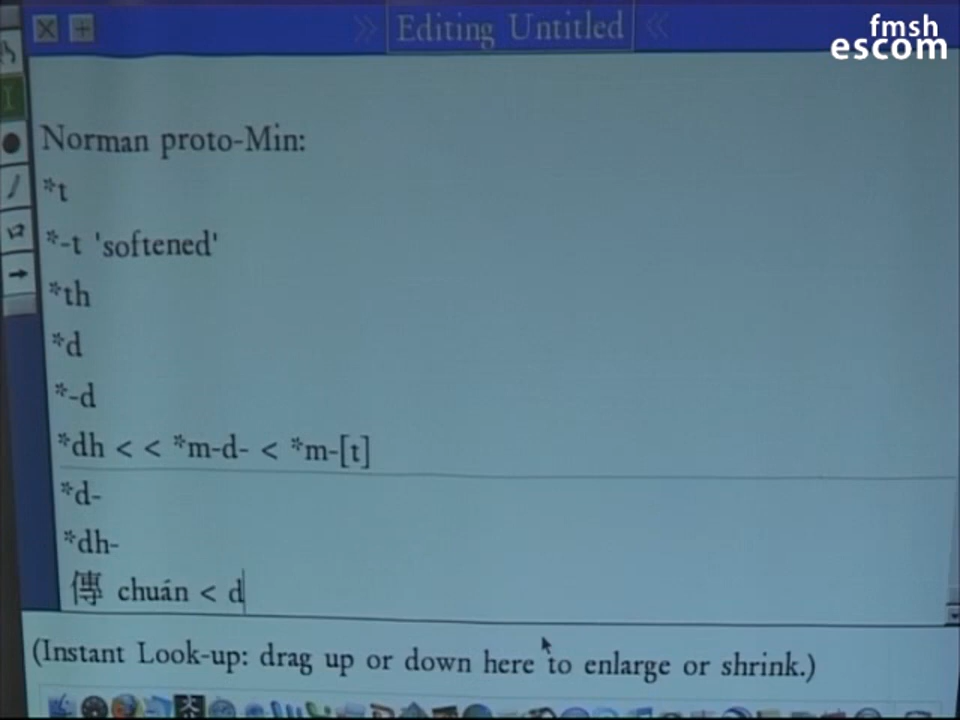 Editing Untitled
fmsh
escom
Norman proto-Min:
*t
*-t 'softened'
*th
*d
*-d
*dh < < *m-d- < *m-[t]
*d-
*dh-
傳 chuán < d
(Instant Look-up: drag up or down here to enlarge or shrink.)